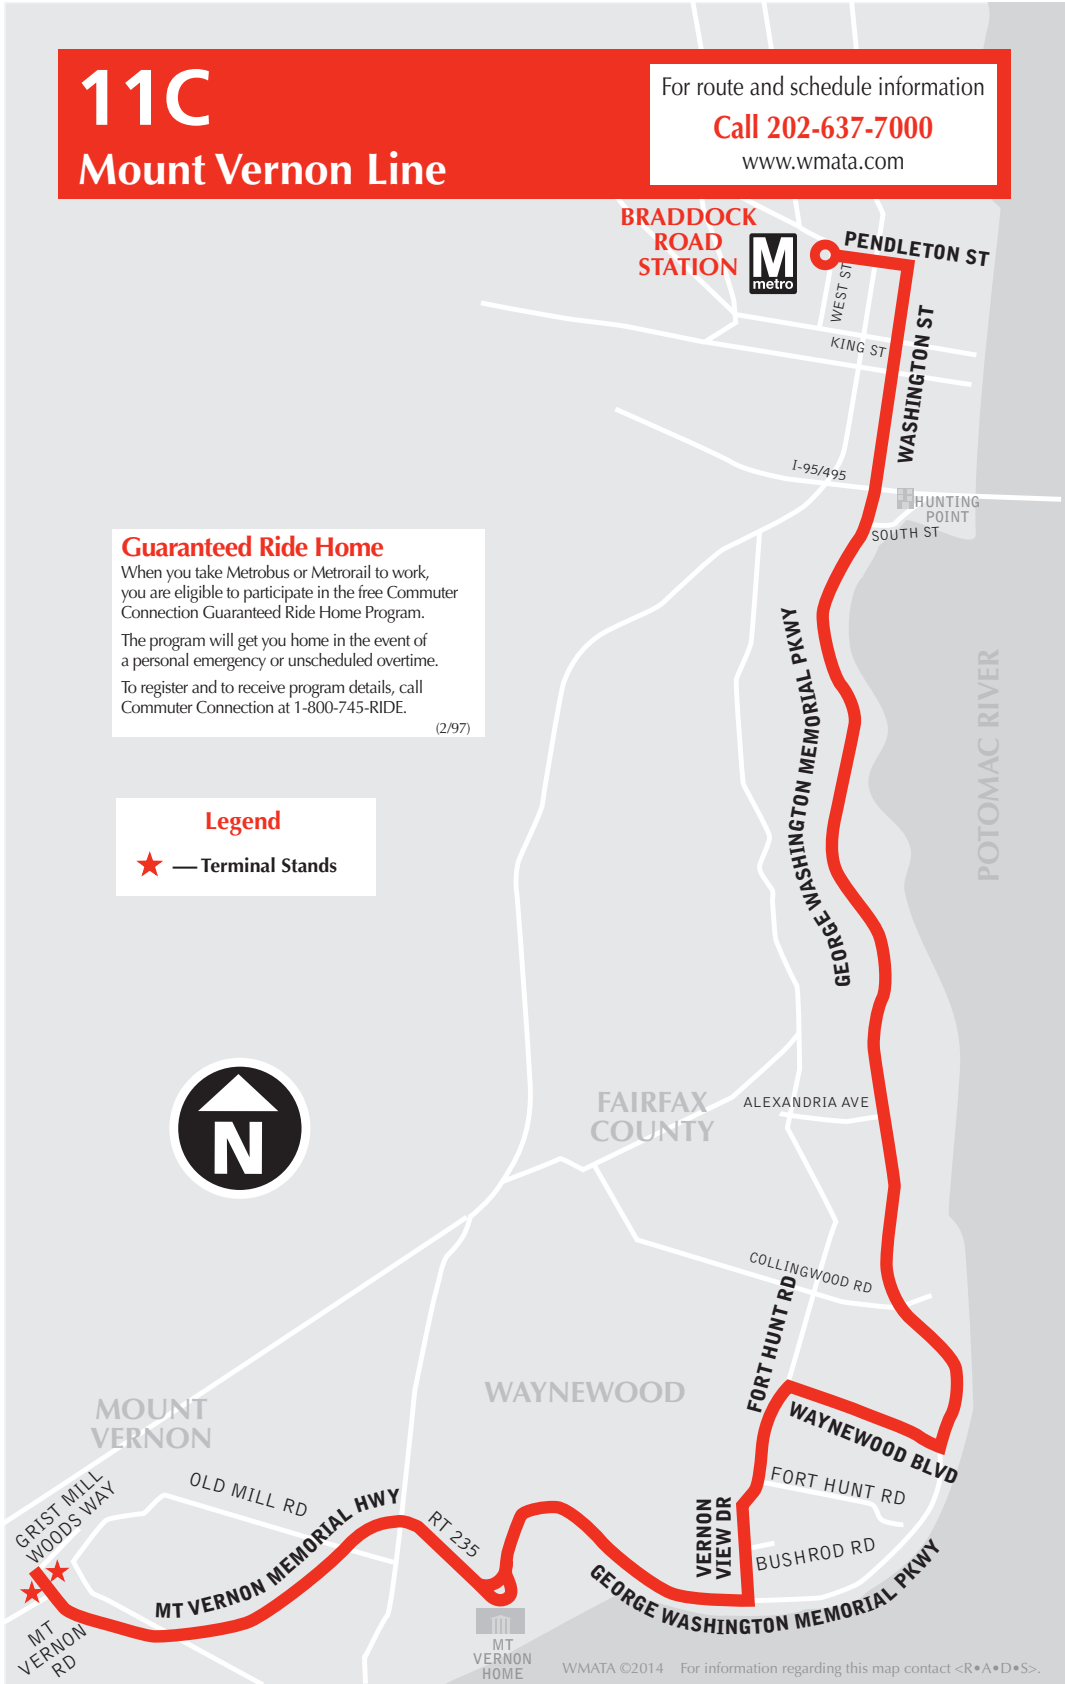 11C
Mount Vernon Line
For route and schedule information
Call 202-637-7000
www.wmata.com
BRADDOCK
ROAD
STATION
M
metro
PENDLETON ST
WEST ST
KING ST
WASHINGTON ST
I-95/495
HUNTING
POINT
SOUTH ST
Guaranteed Ride Home
When you take Metrobus or Metrorail to work,
you are eligible to participate in the free Commuter
Connection Guaranteed Ride Home Program.
The program will get you home in the event of
a personal emergency or unscheduled overtime.
To register and to receive program details, call
Commuter Connection at 1-800-745-RIDE.
(2/97)
GEORGE WASHINGTON MEMORIAL PKWY
POTOMAC RIVER
Legend
★ — Terminal Stands
N
FAIRFAX
COUNTY
ALEXANDRIA AVE
COLLINGWOOD RD
FORT HUNT RD
WAYNEWOOD
MOUNT
VERNON
WAYNEWOOD BLVD
GRIST MILL
WOODS WAY
OLD MILL RD
MT VERNON MEMORIAL HWY
RT 235
FORT HUNT RD
VERNON
VIEW DR
BUSHROD RD
GEORGE WASHINGTON MEMORIAL PKWY
MT
VERNON
RD
MT
VERNON
HOME
WMATA ©2014 For information regarding this map contact <R•A•D•S>.